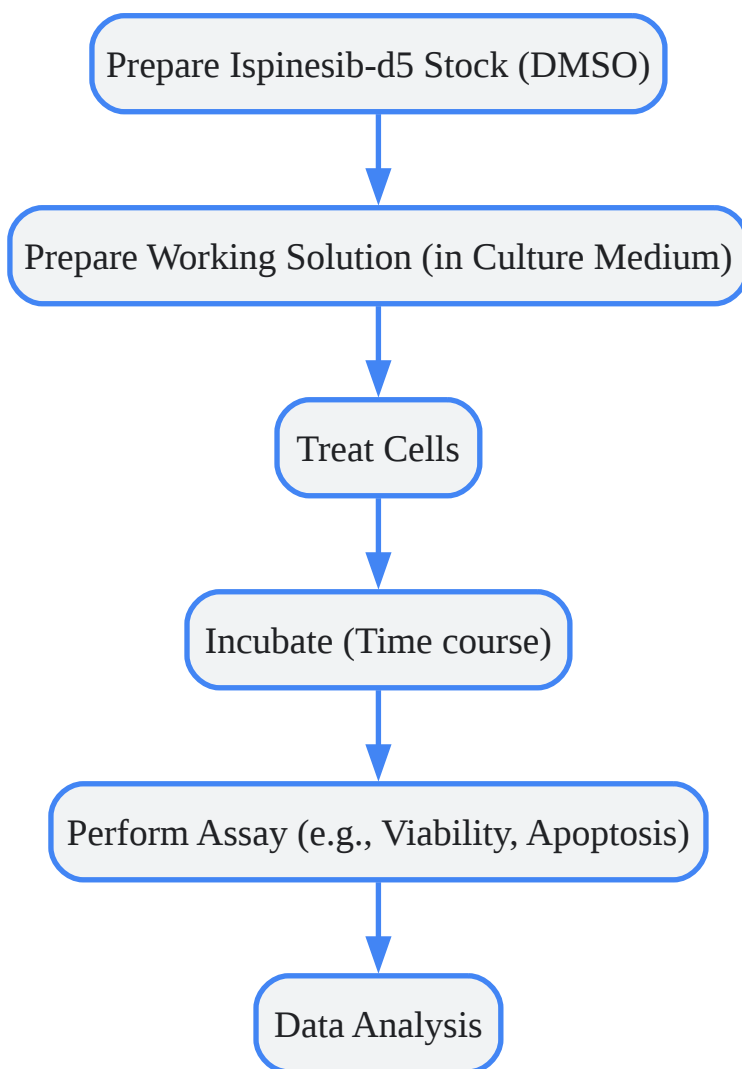 Prepare Ispinesib-d5 Stock (DMSO)
Prepare Working Solution (in Culture Medium)
Treat Cells
Incubate (Time course)
Perform Assay (e.g., Viability, Apoptosis)
Data Analysis